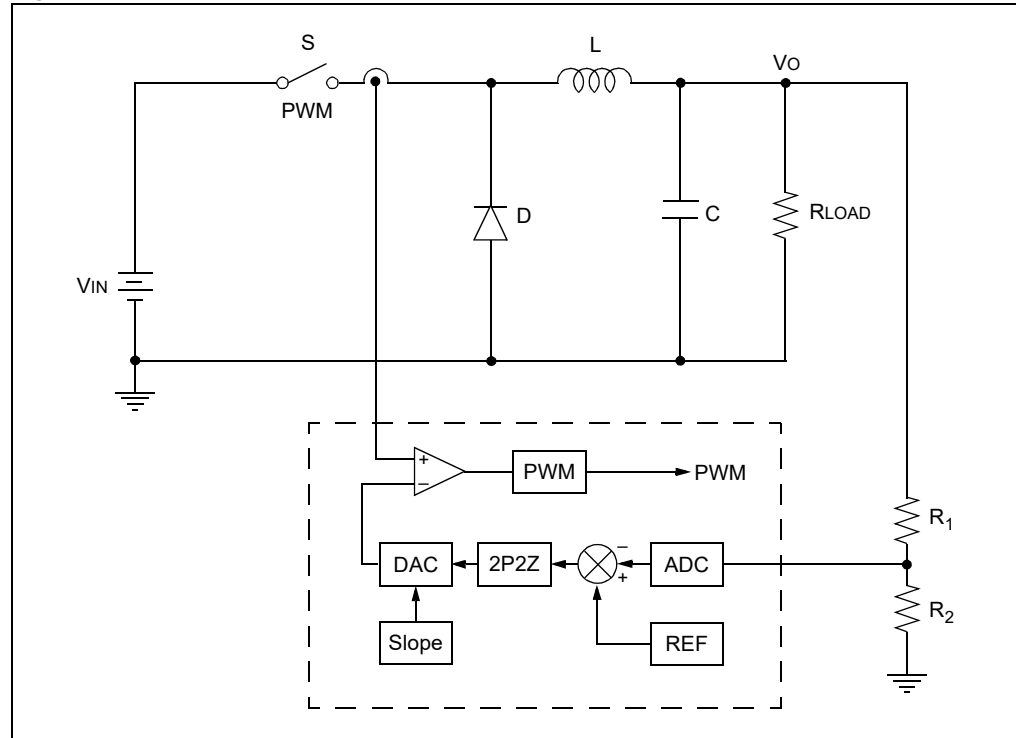 S
L
VO
PWM
D
C
RLOAD
VIN
+
−
PWM
PWM
R1
DAC
2P2Z
−
+
ADC
R2
Slope
REF